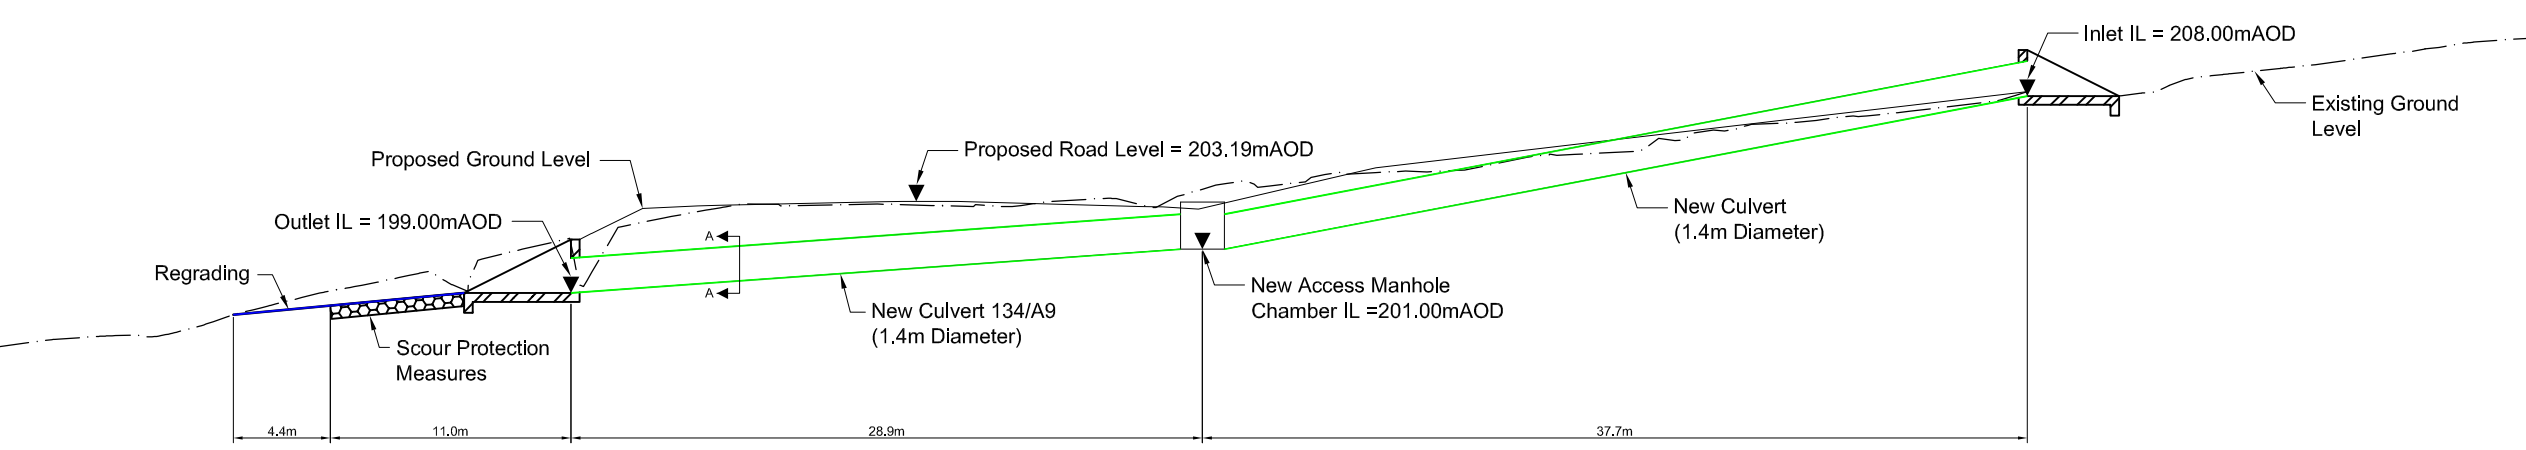 Inlet IL = 208.00mAOD
Existing Ground
Level
Proposed Road Level = 203.19mAOD
Proposed Ground Level
New Culvert
(1.4m Diameter)
Outlet IL = 199.00mAOD
A
A
Regrading
New Access Manhole
Chamber IL =201.00mAOD
New Culvert 134/A9
(1.4m Diameter)
Scour Protection
Measures
4.4m
11.0m
28.9m
37.7m